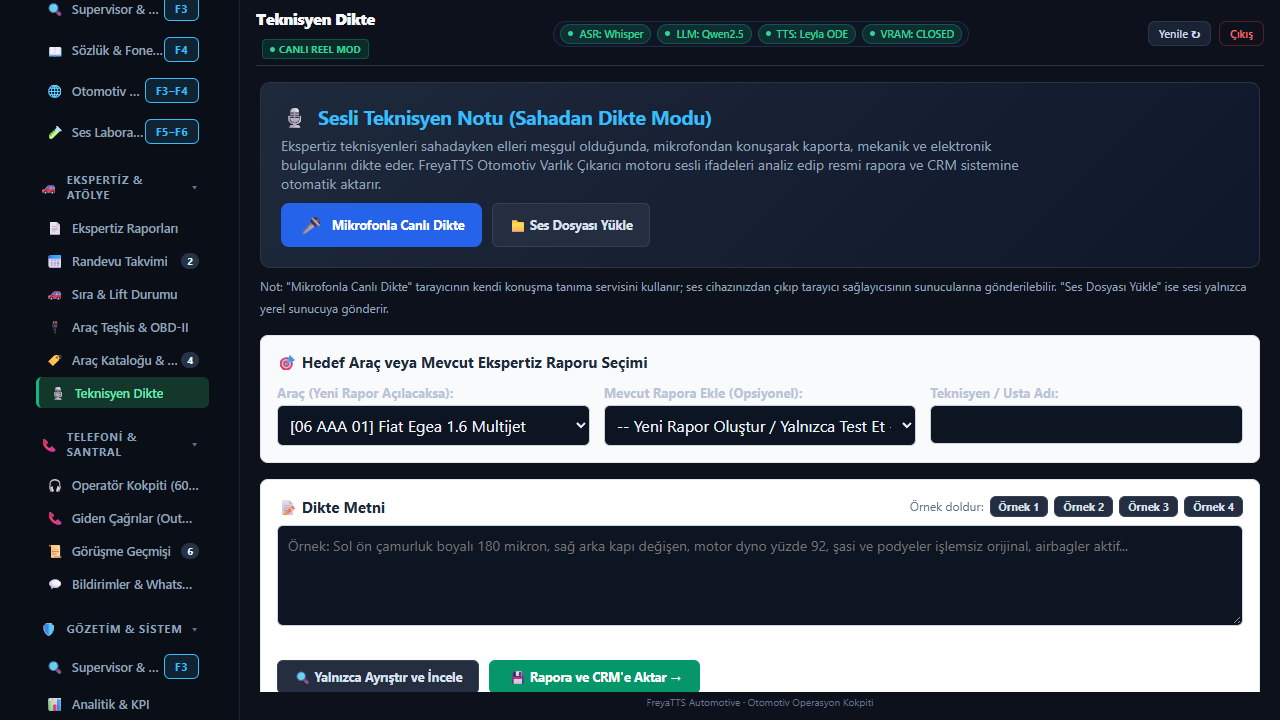 Supervisor & ... F3
Sözlük & Fone... F4
Otomotiv ... F3–F4
Ses Labora... F5–F6
EKSPERTİZ &
ATÖLYE
Ekspertiz Raporları
Randevu Takvimi 2
Sıra & Lift Durumu
Araç Teşhis & OBD-II
Araç Kataloğu & ... 4
Teknisyen Dikte
TELEFONİ &
SANTRAL
Operatör Kokpiti (60...
Giden Çağrılar (Out...
Görüşme Geçmişi 6
Bildirimler & Whats...
GÖZETİM & SİSTEM
Supervisor & ... F3
Analitik & KPI
Teknisyen Dikte
CANLI REEL MOD
ASR: Whisper LLM: Qwen2.5 TTS: Leyla ODE VRAM: CLOSED
Yenile ↻ Çıkış
Sesli Teknisyen Notu (Sahadan Dikte Modu)
Ekspertiz teknisyenleri sahadayken elleri meşgul olduğunda, mikrofondan konuşarak kaporta, mekanik ve elektronik
bulgularını dikte eder. FreyaTTS Otomotiv Varlık Çıkarıcı motoru sesli ifadeleri analiz edip resmi rapora ve CRM sistemine
otomatik aktarır.
Mikrofonla Canlı Dikte Ses Dosyası Yükle
Not: "Mikrofonla Canlı Dikte" tarayıcının kendi konuşma tanıma servisini kullanır; ses cihazınızdan çıkıp tarayıcı sağlayıcısının sunucularına gönderilebilir. "Ses Dosyası Yükle" ise sesi yalnızca
yerel sunucuya gönderir.
Hedef Araç veya Mevcut Ekspertiz Raporu Seçimi
Araç (Yeni Rapor Açılacaksa): Mevcut Rapora Ekle (Opsiyonel): Teknisyen / Usta Adı:
[06 AAA 01] Fiat Egea 1.6 Multijet -- Yeni Rapor Oluştur / Yalnızca Test Et -
Dikte Metni
Örnek doldur: Örnek 1 Örnek 2 Örnek 3 Örnek 4
Örnek: Sol ön çamurluk boyalı 180 mikron, sağ arka kapı değişen, motor dyno yüzde 92, şasi ve podyeler işlemsiz orijinal, airbagler aktif...
Yalnızca Ayrıştır ve İncele Rapora ve CRM'e Aktar →
FreyaTTS Automotive · Otomotiv Operasyon Kokpiti